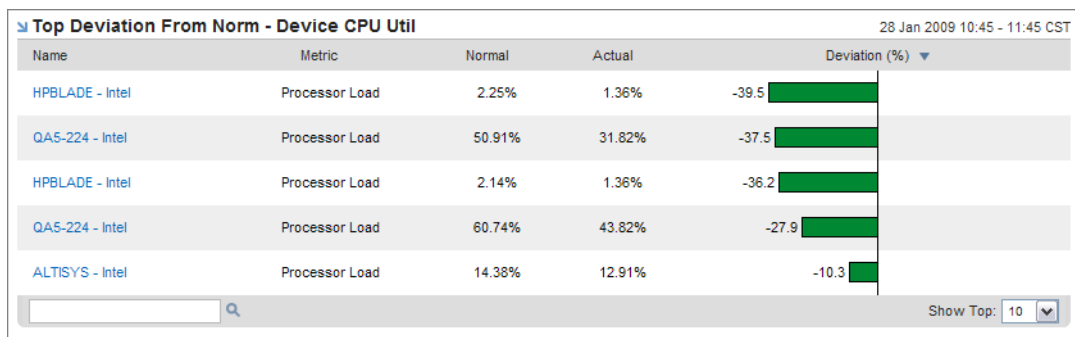 Top Deviation From Norm - Device CPU Util 28 Jan 2009 10:45 - 11:45 CST
Name Metric Normal Actual Deviation (%)
HPBLADE - Intel Processor Load 2.25% 1.36% -39.5
QA5-224 - Intel Processor Load 50.91% 31.82% -37.5
HPBLADE - Intel Processor Load 2.14% 1.36% -36.2
QA5-224 - Intel Processor Load 60.74% 43.82% -27.9
ALTISYS - Intel Processor Load 14.38% 12.91% -10.3
Show Top: 10